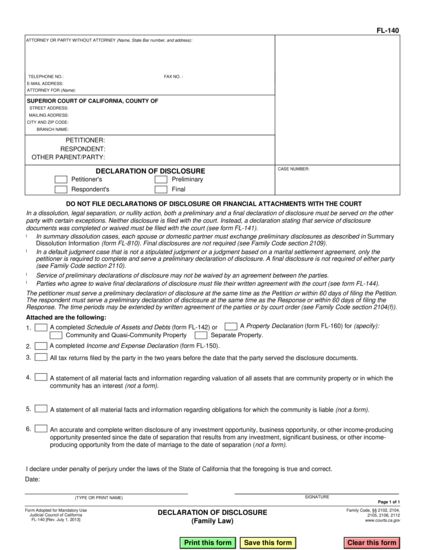 FL-140
ATTORNEY OR PARTY WITHOUT ATTORNEY (Name, State Bar number, and address):
TELEPHONE NO.: FAX NO. :
E-MAIL ADDRESS:
ATTORNEY FOR (Name):
SUPERIOR COURT OF CALIFORNIA, COUNTY OF
STREET ADDRESS:
MAILING ADDRESS:
CITY AND ZIP CODE:
BRANCH NAME:
PETITIONER:
RESPONDENT:
OTHER PARENT/PARTY:
DECLARATION OF DISCLOSURE
CASE NUMBER:
Petitioner's Preliminary
Respondent's Final
DO NOT FILE DECLARATIONS OF DISCLOSURE OR FINANCIAL ATTACHMENTS WITH THE COURT
In a dissolution, legal separation, or nullity action, both a preliminary and a final declaration of disclosure must be served on the other
party with certain exceptions. Neither disclosure is filed with the court. Instead, a declaration stating that service of disclosure
documents was completed or waived must be filed with the court (see form FL-141).
In summary dissolution cases, each spouse or domestic partner must exchange preliminary disclosures as described in Summary
Dissolution Information (form FL-810). Final disclosures are not required (see Family Code section 2109).
In a default judgment case that is not a stipulated judgment or a judgment based on a marital settlement agreement, only the
petitioner is required to complete and serve a preliminary declaration of disclosure. A final disclosure is not required of either party
(see Family Code section 2110).
Service of preliminary declarations of disclosure may not be waived by an agreement between the parties.
Parties who agree to waive final declarations of disclosure must file their written agreement with the court (see form FL-144).
The petitioner must serve a preliminary declaration of disclosure at the same time as the Petition or within 60 days of filing the Petition.
The respondent must serve a preliminary declaration of disclosure at the same time as the Response or within 60 days of filing the
Response. The time periods may be extended by written agreement of the parties or by court order (see Family Code section 2104(f)).
Attached are the following:
1. A completed Schedule of Assets and Debts (form FL-142) or A Property Declaration (form FL-160) for (specify):
Community and Quasi-Community Property Separate Property.
2. A completed Income and Expense Declaration (form FL-150).
3. All tax returns filed by the party in the two years before the date that the party served the disclosure documents.
4. A statement of all material facts and information regarding valuation of all assets that are community property or in which the
community has an interest (not a form).
5. A statement of all material facts and information regarding obligations for which the community is liable (not a form).
6. An accurate and complete written disclosure of any investment opportunity, business opportunity, or other income-producing
opportunity presented since the date of separation that results from any investment, significant business, or other income-
producing opportunity from the date of marriage to the date of separation (not a form).
I declare under penalty of perjury under the laws of the State of California that the foregoing is true and correct.
Date:
(TYPE OR PRINT NAME) SIGNATURE
Page 1 of 1
Form Adopted for Mandatory Use
Judicial Council of California
FL-140 [Rev. July 1, 2013]
DECLARATION OF DISCLOSURE
(Family Law)
Family Code, §§ 2102, 2104,
2105, 2106, 2112
www.courts.ca.gov
Print this form Save this form Clear this form